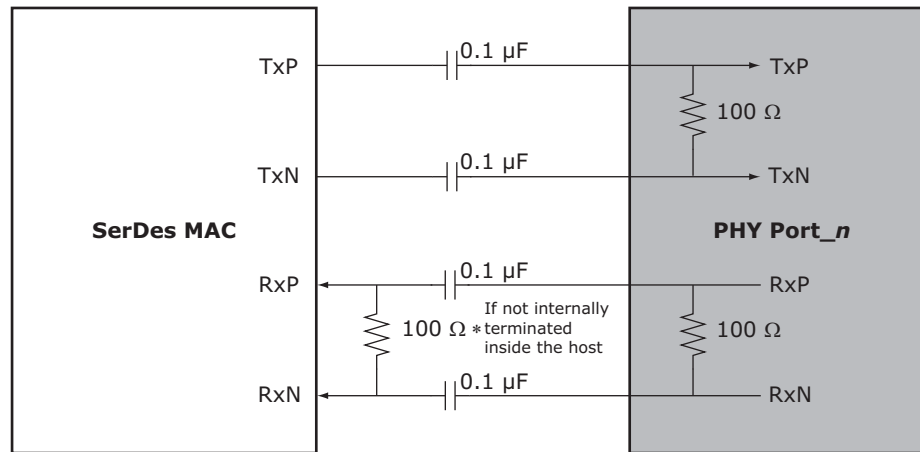 0.1 µF
TxP
TxP
100 Ω
0.1 µF
TxN
TxN
SerDes MAC
PHY Port_n
0.1 µF
RxP
RxP
100 Ω *
If not internally
terminated
inside the host
100 Ω
0.1 µF
RxN
RxN